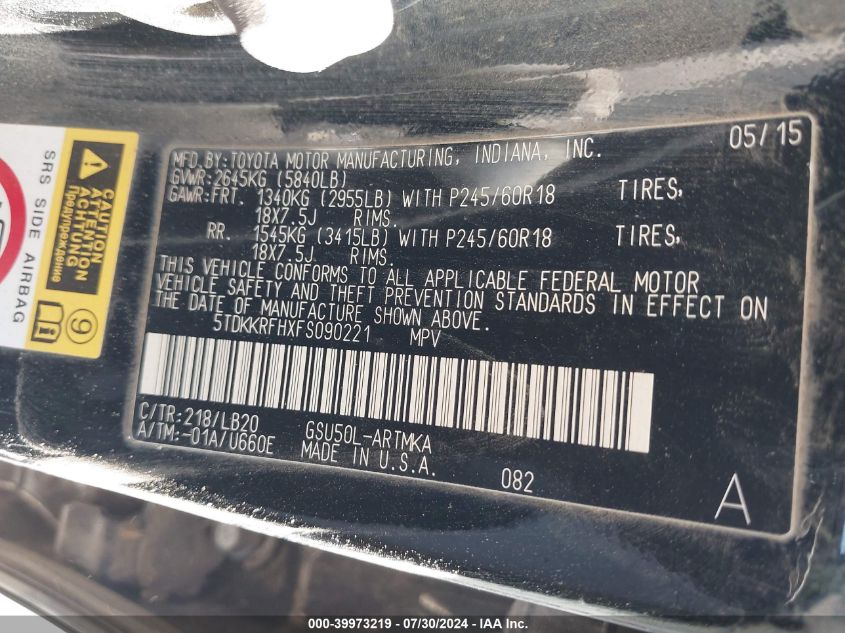 05/15
MFD.BY:TOYOTA MOTOR MANUFACTURING, INDIANA, INC.
GVWR:2645KG (5840LB)
GAWR:FRT. 1340KG (2955LB) WITH P245/60R18 TIRES,
18X7.5J RIMS.
RR. 1545KG (3415LB) WITH P245/60R18 TIRES,
18X7.5J RIMS.
THIS VEHICLE CONFORMS TO ALL APPLICABLE FEDERAL MOTOR
VEHICLE SAFETY AND THEFT PREVENTION STANDARDS IN EFFECT ON
THE DATE OF MANUFACTURE SHOWN ABOVE.
5TDKKRFHXFS090221 MPV
C/TR:218/LB20
A/TM:-01A/U660E
GSU50L-ARTMKA
MADE IN U.S.A.
082
A
SRS SIDE AIRBAG
CAUTION
ATTENTION
ACHTUNG
Предупреждение
9
000-39973219 / 07/30/2024 - IAA Inc.